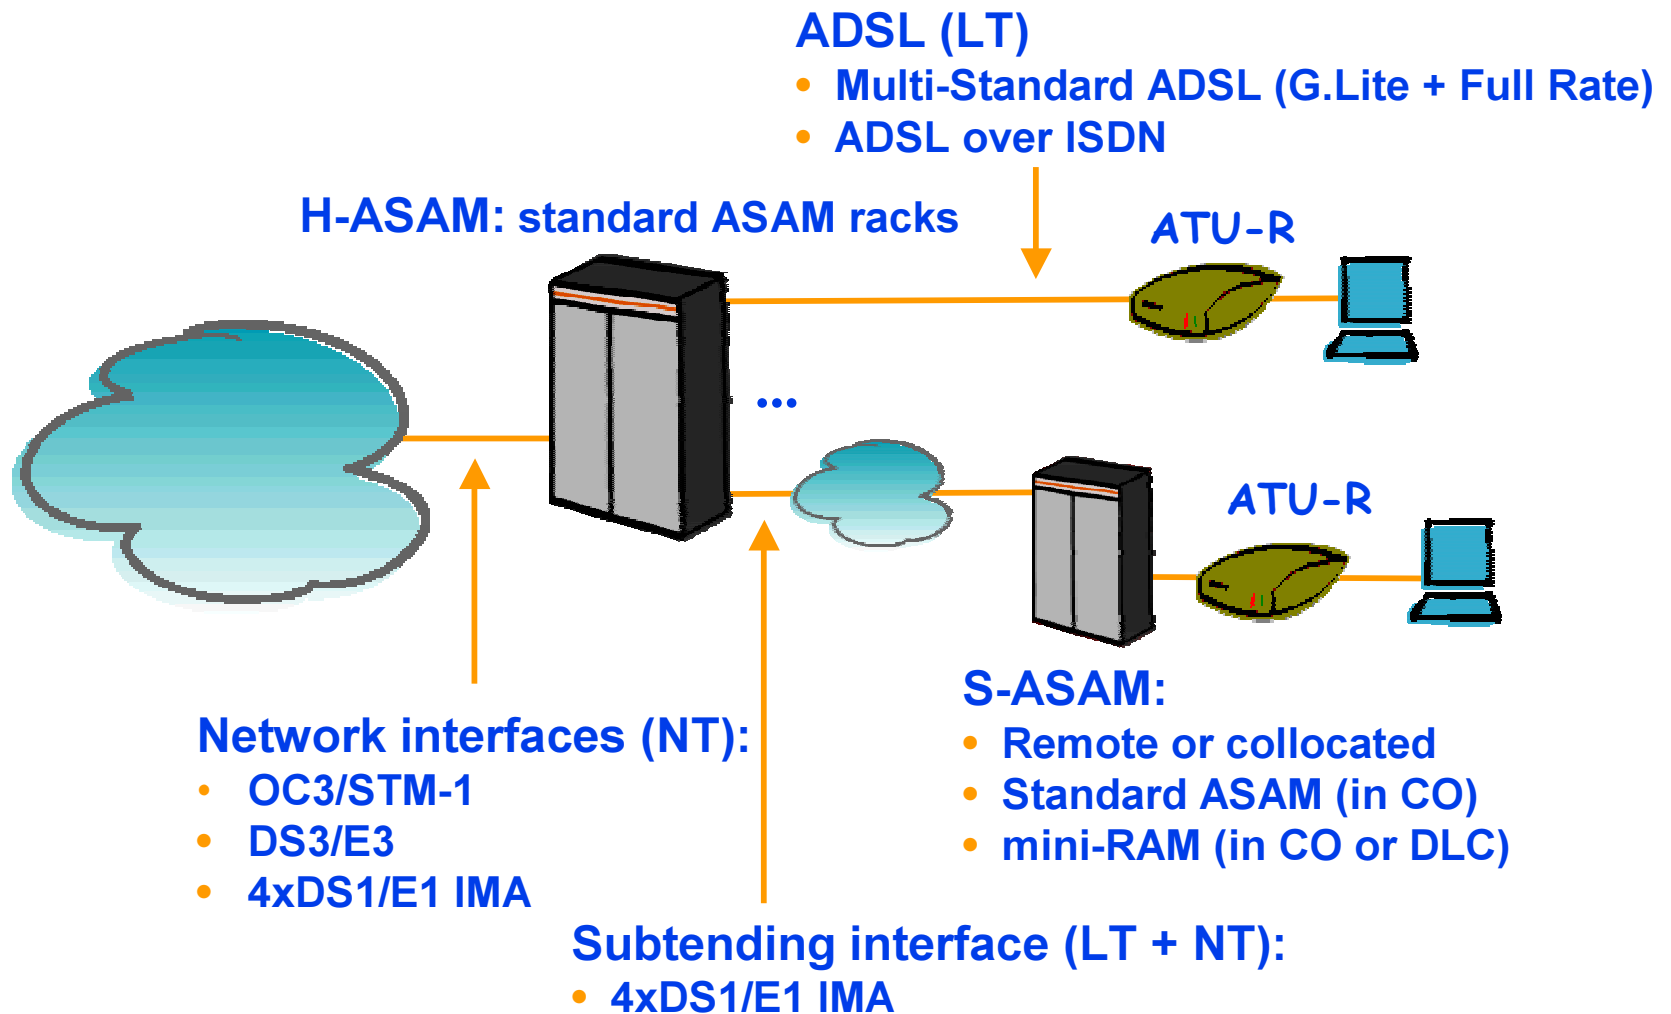 ADSL (LT)
• Multi-Standard ADSL (G.Lite + Full Rate)
• ADSL over ISDN
H-ASAM: standard ASAM racks
ATU-R
...
ATU-R
S-ASAM:
• Remote or collocated
• Standard ASAM (in CO)
• mini-RAM (in CO or DLC)
Network interfaces (NT):
• OC3/STM-1
• DS3/E3
• 4xDS1/E1 IMA
Subtending interface (LT + NT):
• 4xDS1/E1 IMA